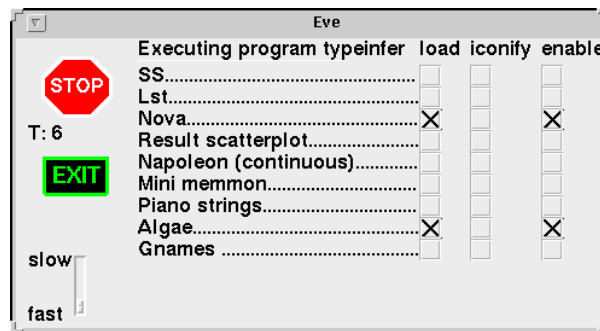 Eve
Executing program typeinfer load iconify enable
STOP
SS
Lst
Nova
T: 6
Result scatterplot
Napoleon (continuous)
EXIT
Mini memmon
Piano strings
Algae
Gnames
slow
fast